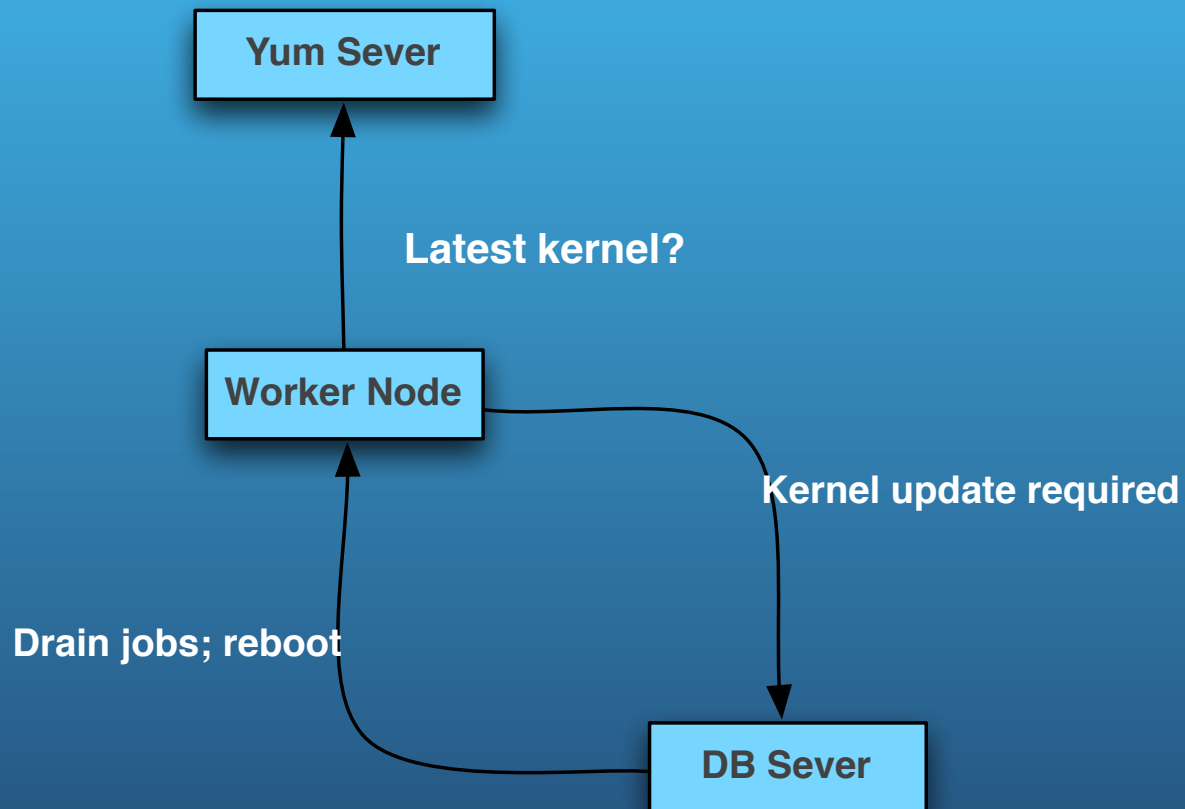 Yum Sever
Latest kernel?
Worker Node
Kernel update required
Drain jobs; reboot
DB Sever